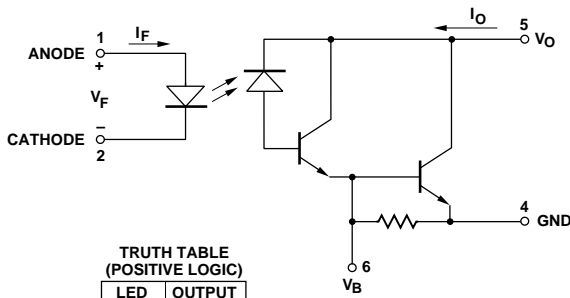 1 I_F I_O 5
ANODE + V_O
V_F
−
CATHODE 2
4
GND
6
V_B
TRUTH TABLE
(POSITIVE LOGIC)
LED OUTPUT